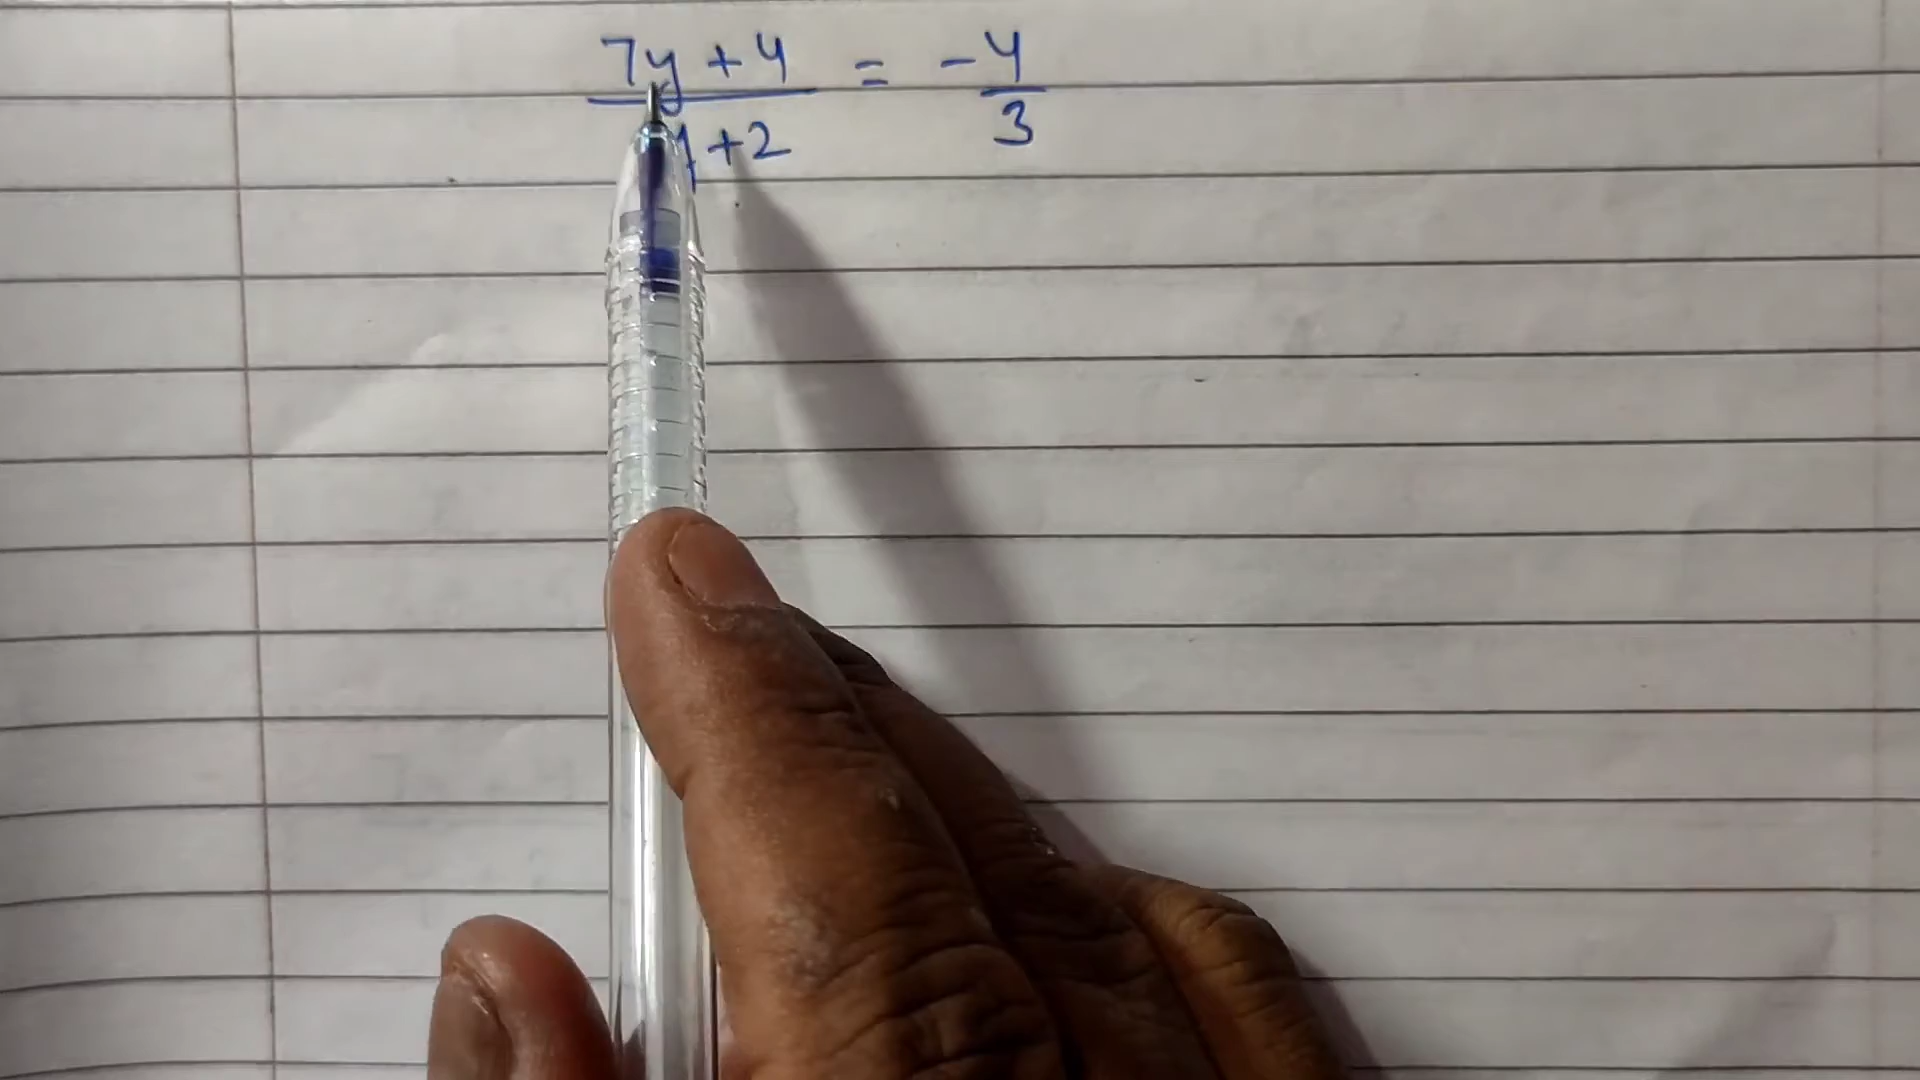 7y + 4 = - 4
+2 3